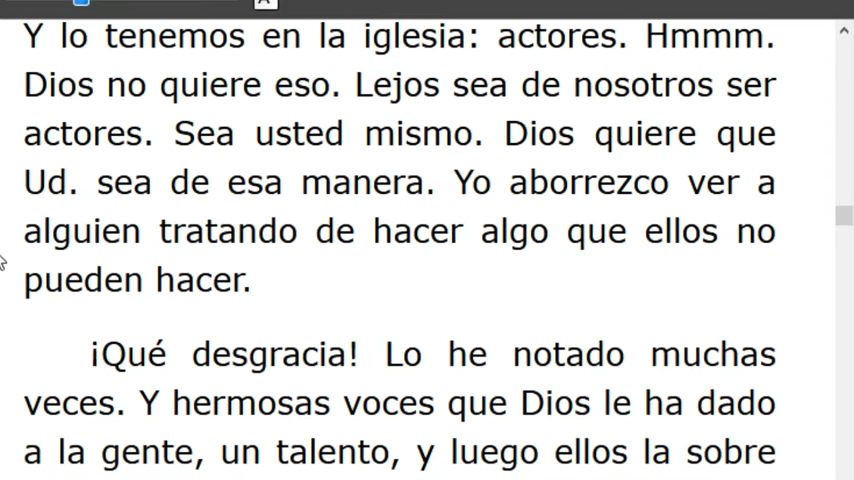 Y lo tenemos en la iglesia: actores. Hmmm.
Dios no quiere eso. Lejos sea de nosotros ser
actores. Sea usted mismo. Dios quiere que
Ud. sea de esa manera. Yo aborrezco ver a
alguien tratando de hacer algo que ellos no
pueden hacer.
¡Qué desgracia! Lo he notado muchas
veces. Y hermosas voces que Dios le ha dado
a la gente, un talento, y luego ellos la sobre